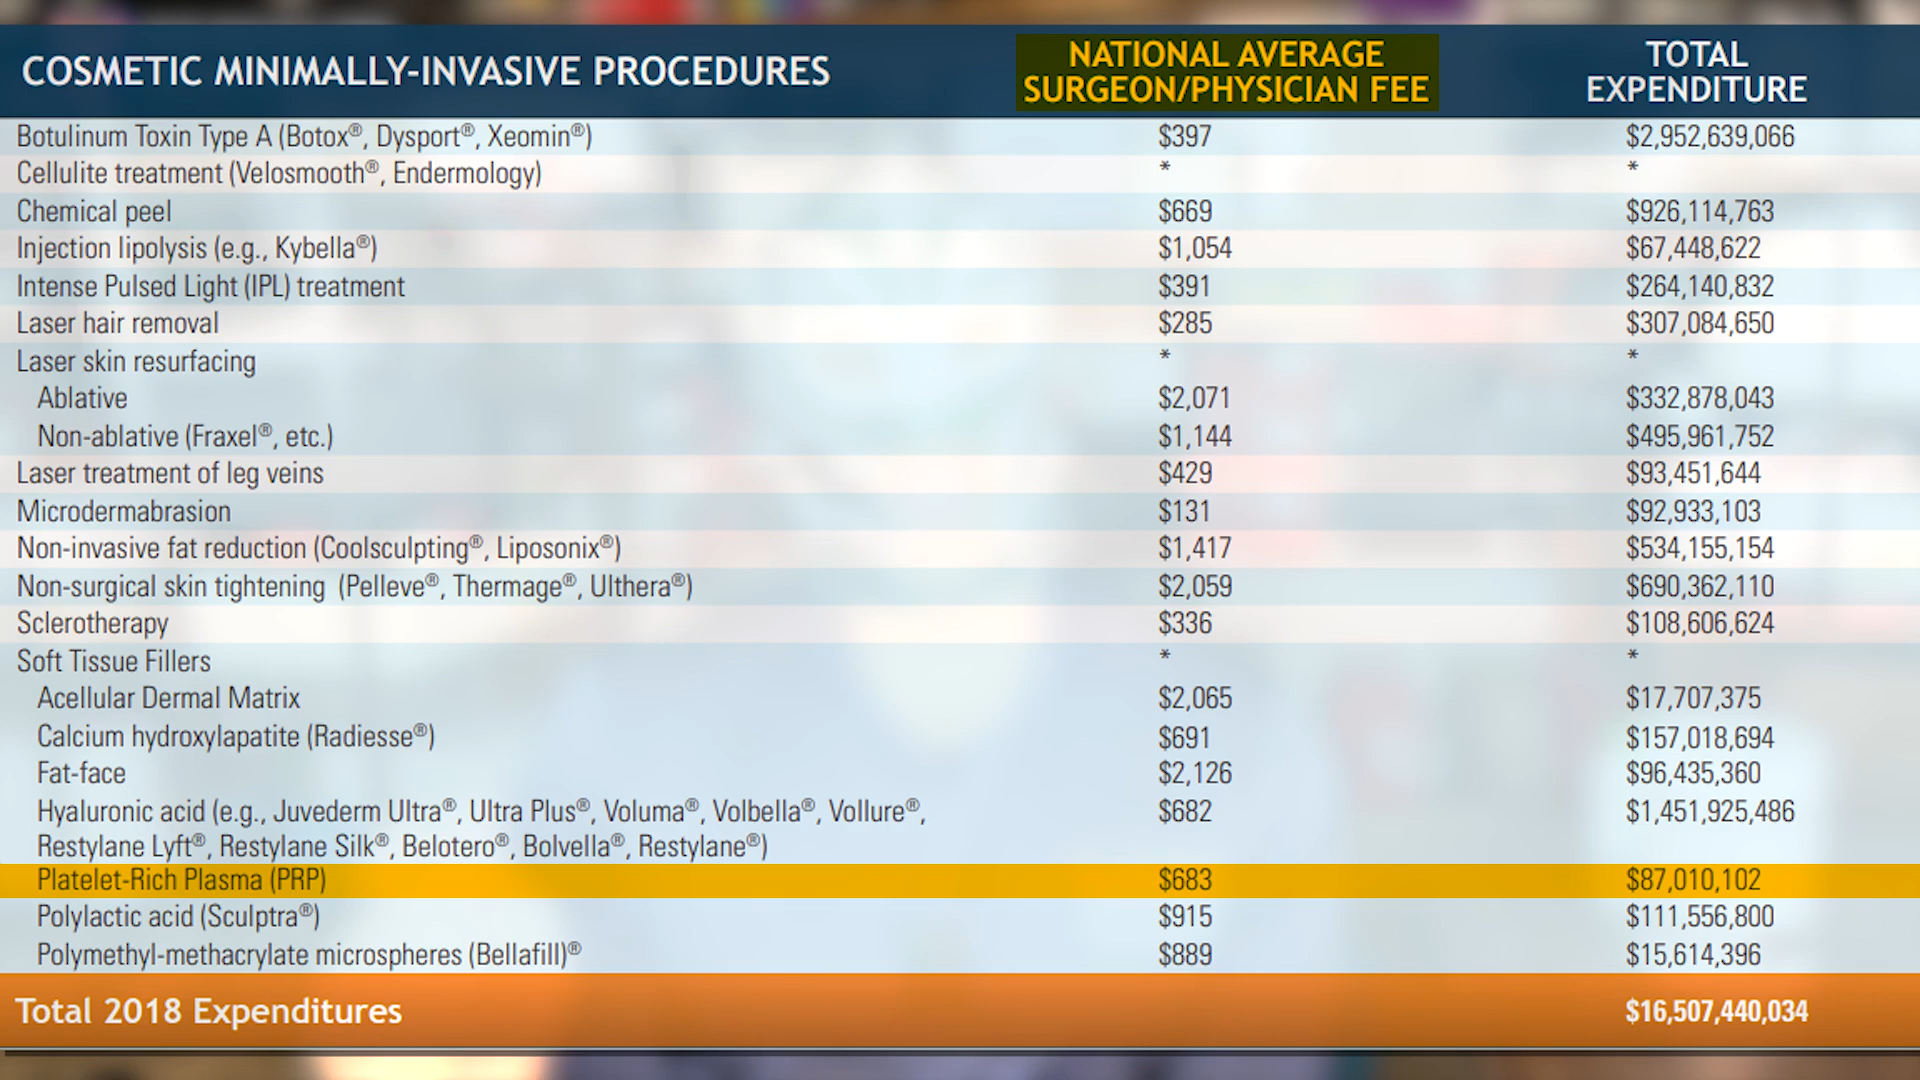 COSMETIC MINIMALLY-INVASIVE PROCEDURES NATIONAL AVERAGE SURGEON/PHYSICIAN FEE TOTAL EXPENDITURE
Botulinum Toxin Type A (Botox®, Dysport®, Xeomin®) $397 $2,952,639,066
Cellulite treatment (Velosmooth®, Endermology) * *
Chemical peel $669 $926,114,763
Injection lipolysis (e.g., Kybella®) $1,054 $67,448,622
Intense Pulsed Light (IPL) treatment $391 $264,140,832
Laser hair removal $285 $307,084,650
Laser skin resurfacing * *
Ablative $2,071 $332,878,043
Non-ablative (Fraxel®, etc.) $1,144 $495,961,752
Laser treatment of leg veins $429 $93,451,644
Microdermabrasion $131 $92,933,103
Non-invasive fat reduction (Coolsculpting®, Liposonix®) $1,417 $534,155,154
Non-surgical skin tightening (Pelleve®, Thermage®, Ulthera®) $2,059 $690,362,110
Sclerotherapy $336 $108,606,624
Soft Tissue Fillers * *
Acellular Dermal Matrix $2,065 $17,707,375
Calcium hydroxylapatite (Radiesse®) $691 $157,018,694
Fat-face $2,126 $96,435,360
Hyaluronic acid (e.g., Juvederm Ultra®, Ultra Plus®, Voluma®, Volbella®, Vollure®, $682 $1,451,925,486
Restylane Lyft®, Restylane Silk®, Belotero®, Bolvella®, Restylane®)
Platelet-Rich Plasma (PRP) $683 $87,010,102
Polylactic acid (Sculptra®) $915 $111,556,800
Polymethyl-methacrylate microspheres (Bellafill)® $889 $15,614,396
Total 2018 Expenditures $16,507,440,034